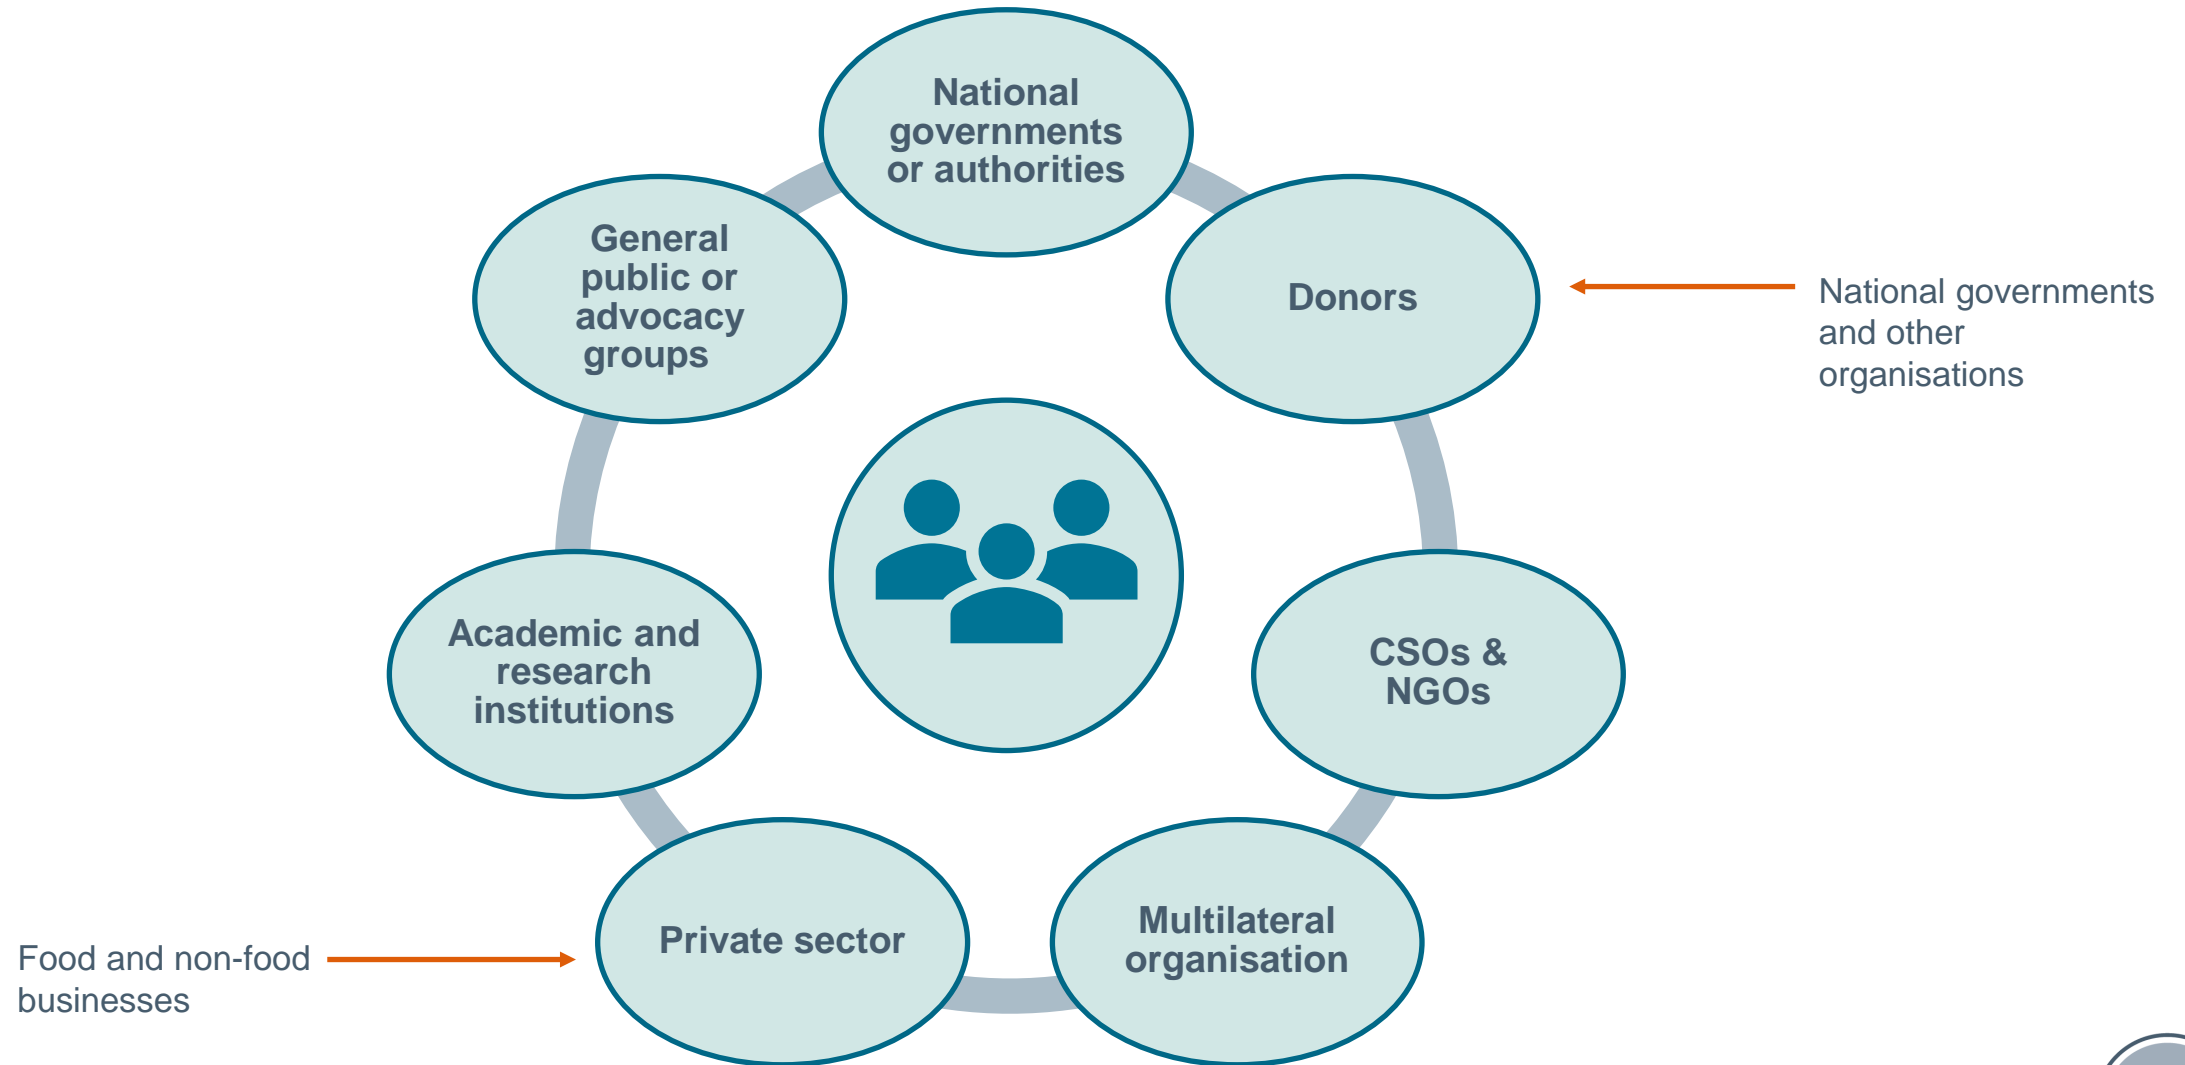 National
governments
or authorities
General
public or
advocacy
groups
Donors
National governments
and other
organisations
Academic and
research
institutions
CSOs &
NGOs
Private sector
Multilateral
organisation
Food and non-food
businesses